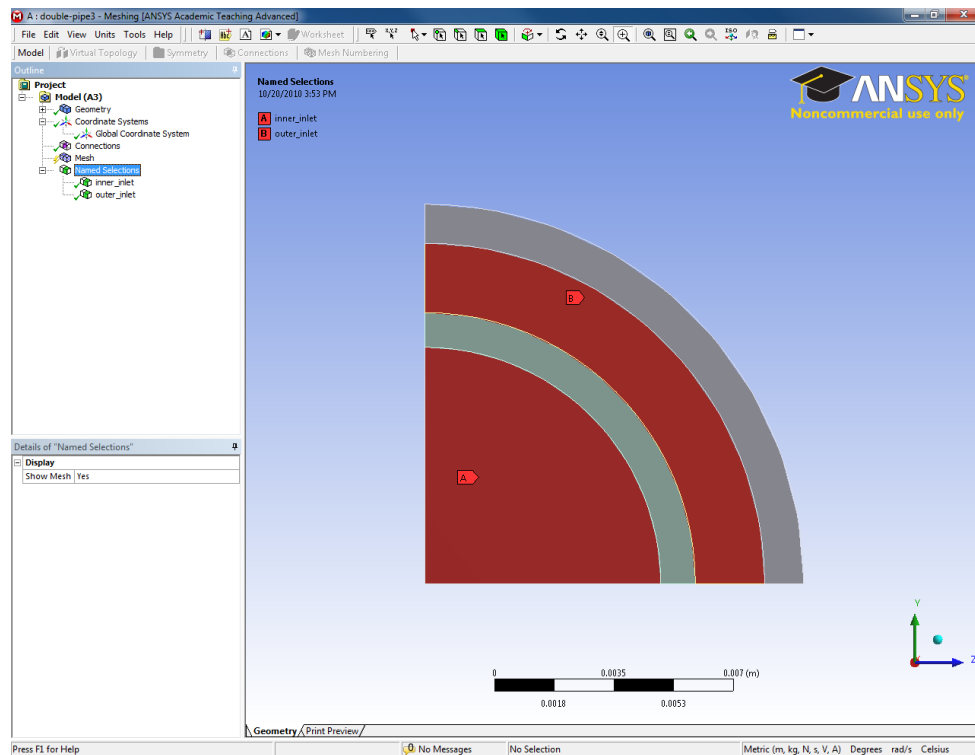 A : double-pipe3 - Meshing [ANSYS Academic Teaching Advanced]
File Edit View Units Tools Help Worksheet
Model Virtual Topology Symmetry Connections Mesh Numbering
Outline
Project
Model (A3)
Geometry
Coordinate Systems
Global Coordinate System
Connections
Mesh
Named Selections
inner_inlet
outer_inlet
Details of "Named Selections"
Display
Show Mesh Yes
Named Selections
10/20/2010 3:53 PM
A inner_inlet
B outer_inlet
ANSYS
Noncommercial use only
B
A
Y
Z
0 0.0035 0.007 (m)
0.0018 0.0053
Geometry Print Preview
Press F1 for Help 0 No Messages No Selection Metric (m, kg, N, s, V, A) Degrees rad/s Celsius